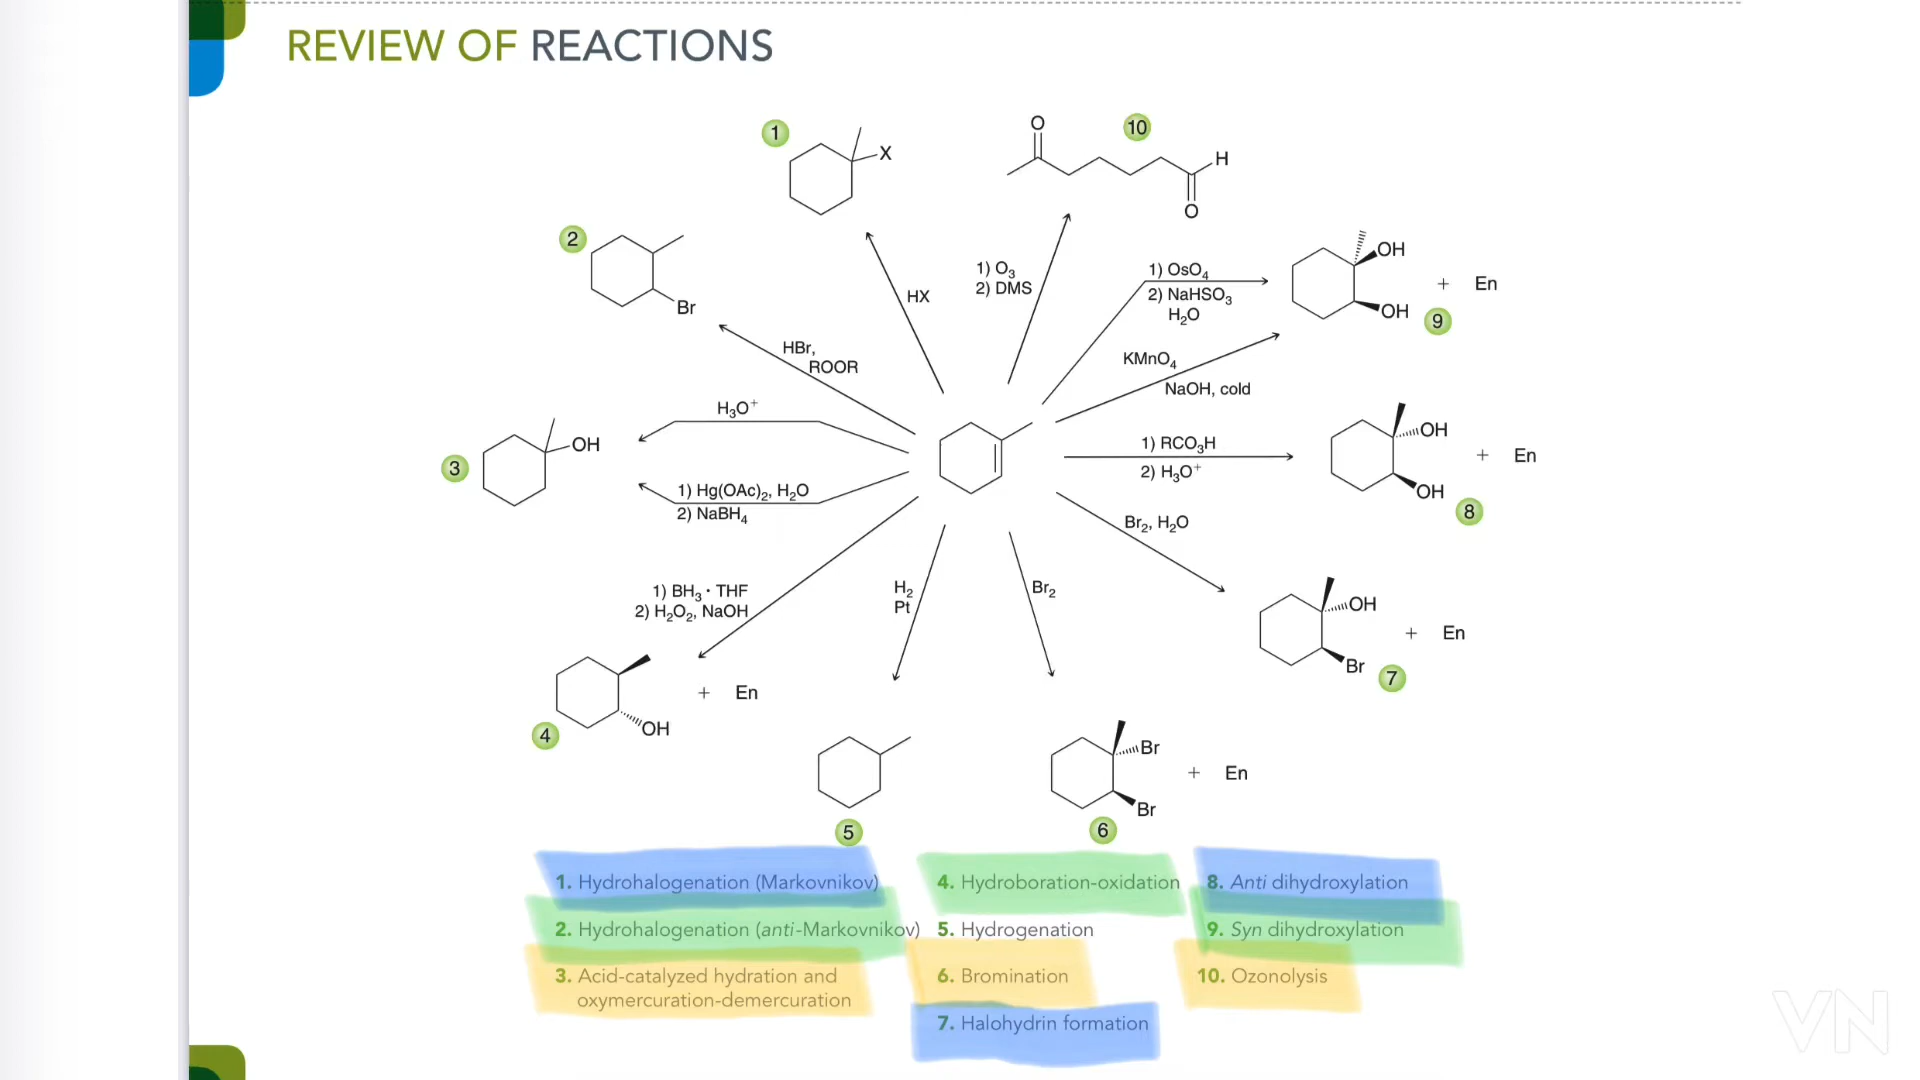 REVIEW OF REACTIONS
1
X
10
O
H
O
2
Br
HX
1) O₃
2) DMS
1) OsO₄
2) NaHSO₃
H₂O
OH
OH
+ En
9
HBr,
ROOR
KMnO₄
NaOH, cold
H₃O⁺
3
OH
1) Hg(OAc)₂, H₂O
2) NaBH₄
1) RCO₃H
2) H₃O⁺
OH
OH
+ En
8
Br₂, H₂O
1) BH₃ · THF
2) H₂O₂, NaOH
H₂
Pt
Br₂
OH
Br
+ En
7
4
OH
+ En
5
Br
Br
+ En
6
1. Hydrohalogenation (Markovnikov)
2. Hydrohalogenation (anti-Markovnikov)
3. Acid-catalyzed hydration and
oxymercuration-demercuration
4. Hydroboration-oxidation
5. Hydrogenation
6. Bromination
7. Halohydrin formation
8. Anti dihydroxylation
9. Syn dihydroxylation
10. Ozonolysis
VN